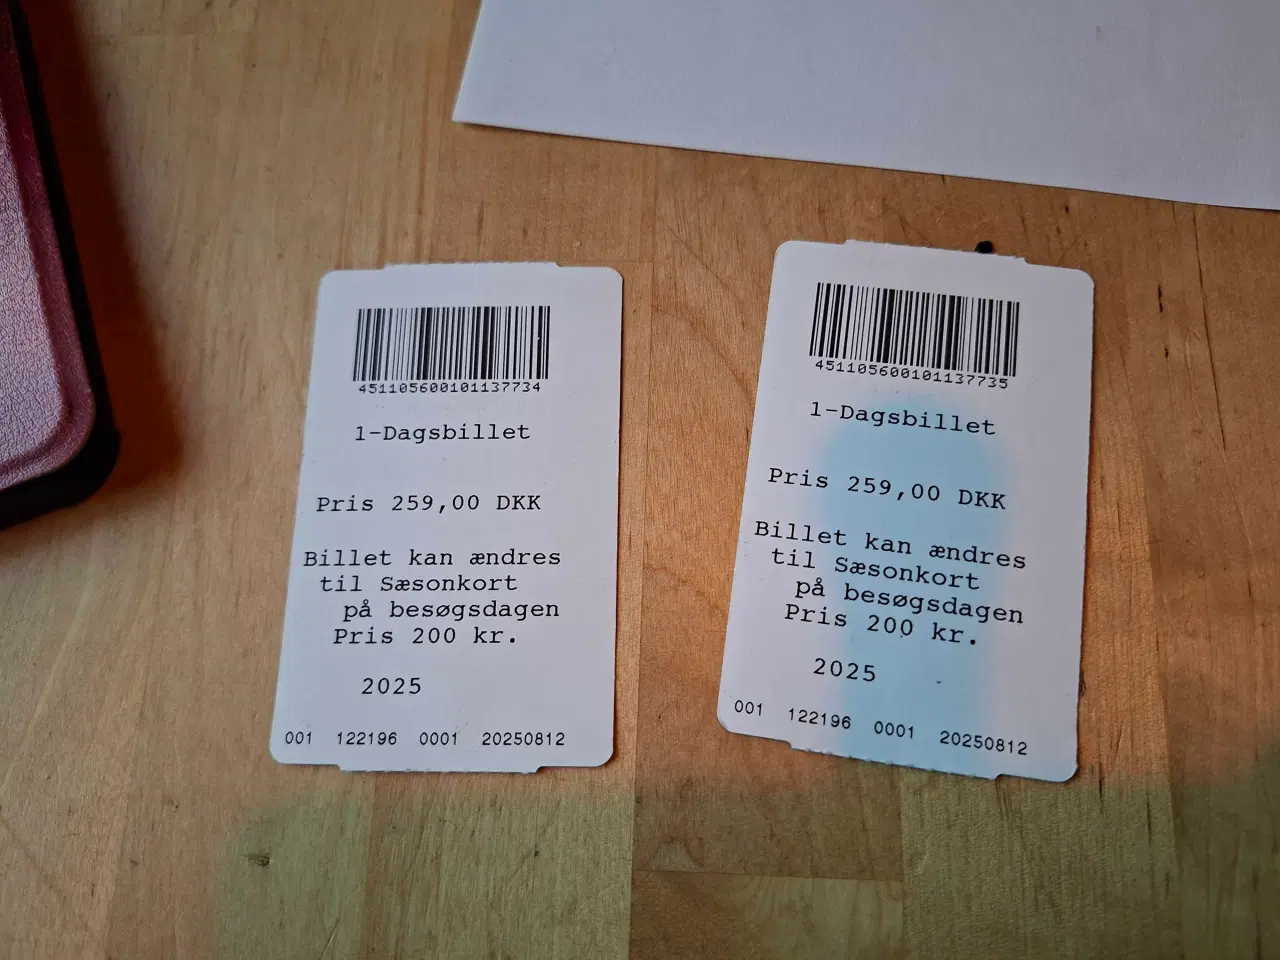 451105600101137734
1-Dagsbillet
Pris 259,00 DKK
Billet kan ændres
til Sæsonkort
på besøgsdagen
Pris 200 kr.
2025
001 122196 0001 20250812
451105600101137735
1-Dagsbillet
Pris 259,00 DKK
Billet kan ændres
til Sæsonkort
på besøgsdagen
Pris 200 kr.
2025
001 122196 0001 20250812